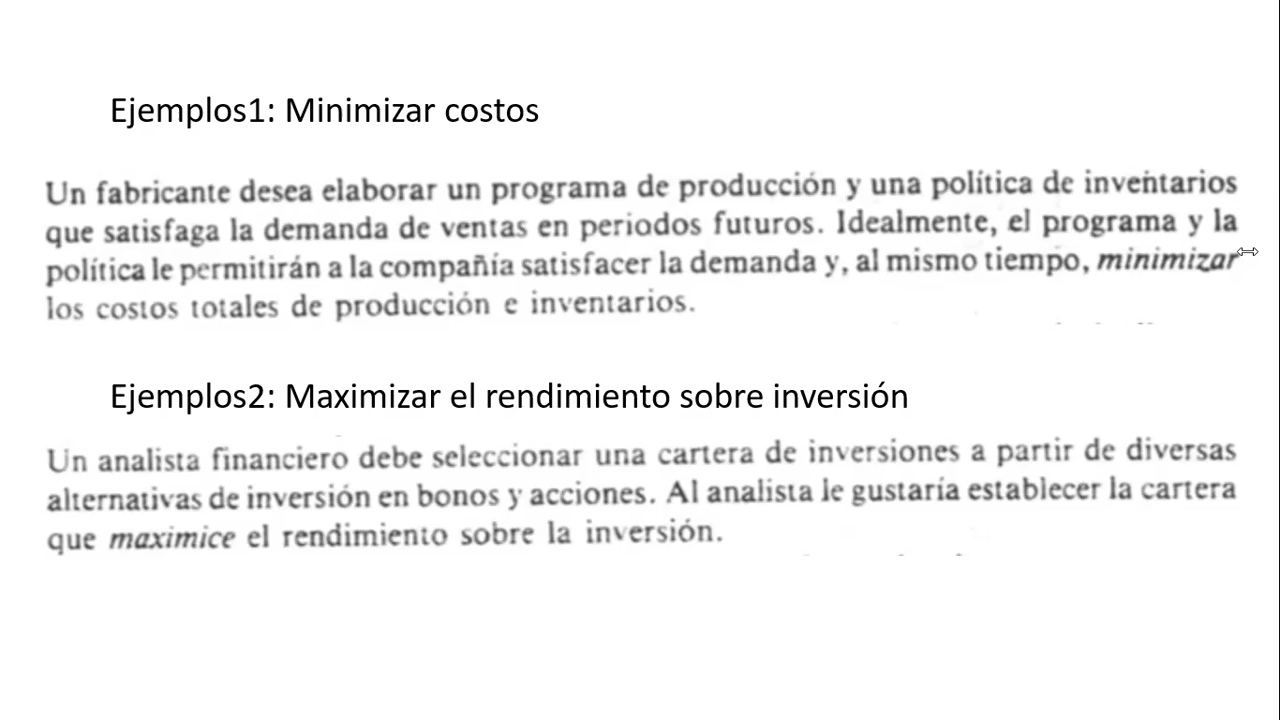 Ejemplos1: Minimizar costos
Un fabricante desea elaborar un programa de producción y una política de inventarios
que satisfaga la demanda de ventas en periodos futuros. Idealmente, el programa y la
política le permitirán a la compañía satisfacer la demanda y, al mismo tiempo, minimizar
los costos totales de producción e inventarios.
Ejemplos2: Maximizar el rendimiento sobre inversión
Un analista financiero debe seleccionar una cartera de inversiones a partir de diversas
alternativas de inversión en bonos y acciones. Al analista le gustaría establecer la cartera
que maximice el rendimiento sobre la inversión.